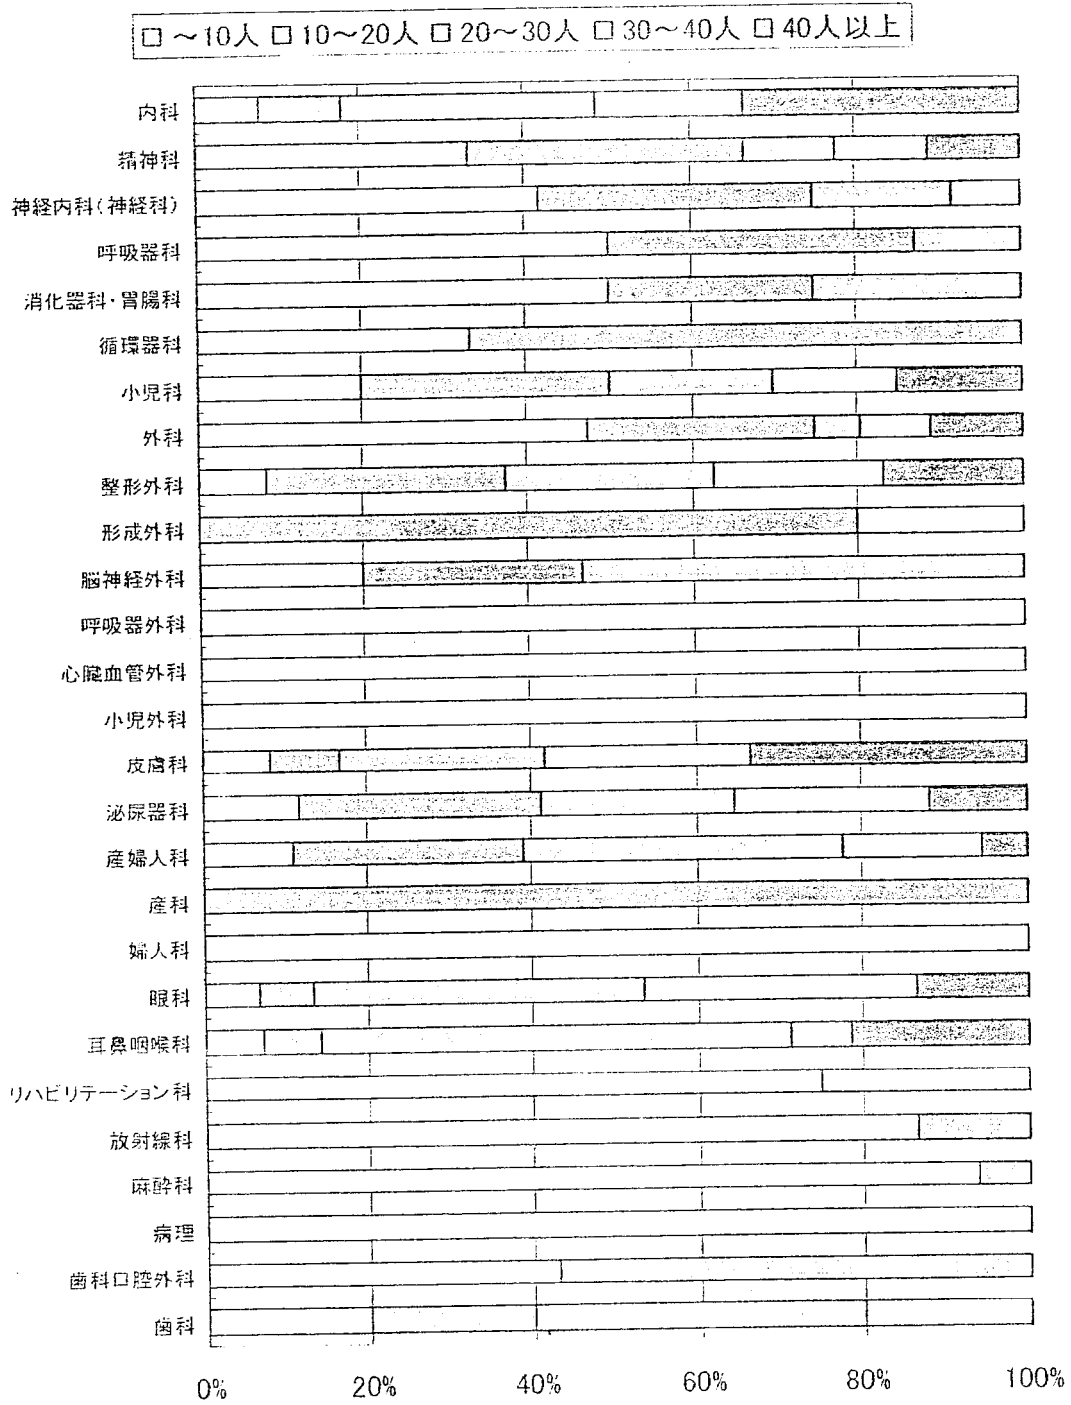 ～10人 10～20人 20～30人 30～40人 40人以上
内科
精神科
神経内科(神経科)
呼吸器科
消化器科・胃腸科
循環器科
小児科
外科
整形外科
形成外科
脳神経外科
呼吸器外科
心臓血管外科
小児外科
皮膚科
泌尿器科
産婦人科
産科
婦人科
眼科
耳鼻咽喉科
リハビリテーション科
放射線科
麻酔科
病理
歯科口腔外科
歯科
0% 20% 40% 60% 80% 100%